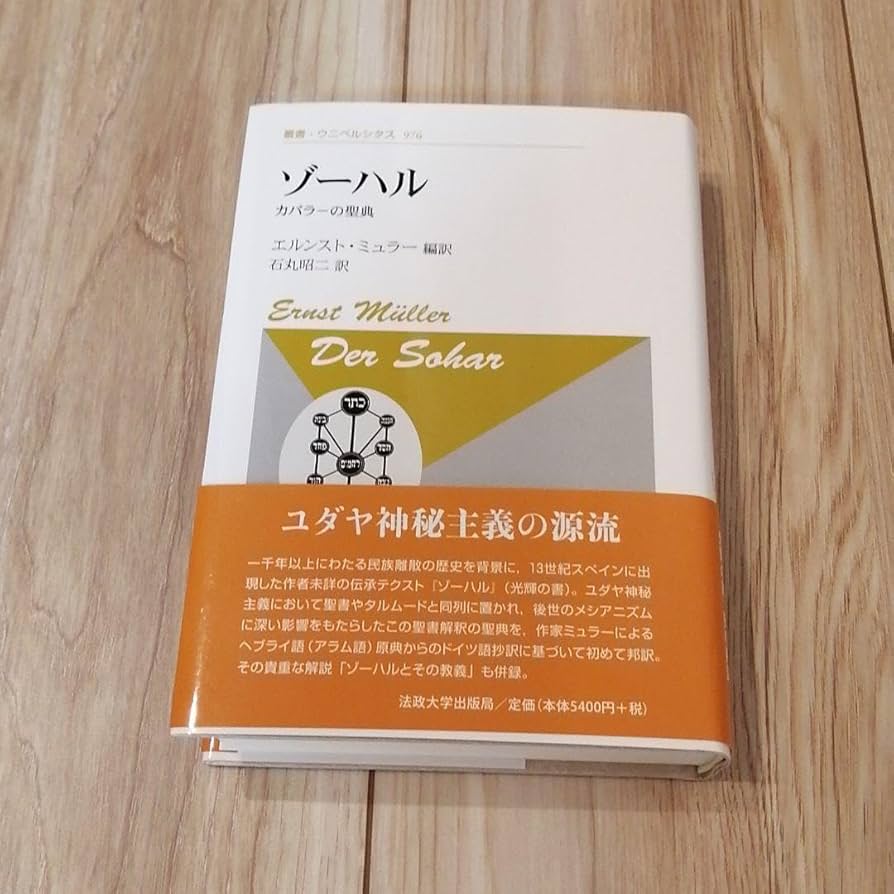 叢書・ウニベルシタス 976
ゾーハル
カバラーの聖典
エルンスト・ミュラー 編訳
石丸昭二 訳
Ernst Müller
Der Sohar
כתר
בינה
חכמה
פחד
חסד
רחמים
הוד
נצח
ユダヤ神秘主義の源流
一千年以上にわたる民族離散の歴史を背景に，13世紀スペインに出
現した作者未詳の伝承テクスト『ゾーハル』（光輝の書）。ユダヤ神秘
主義において聖書やタルムードと同列に置かれ，後世のメシアニズム
に深い影響をもたらしたこの聖書解釈の聖典を，作家ミュラーによる
ヘブライ語（アラム語）原典からのドイツ語抄訳に基づいて初めて邦訳。
その貴重な解説「ゾーハルとその教義」も併録。
法政大学出版局／定価（本体5400円＋税）